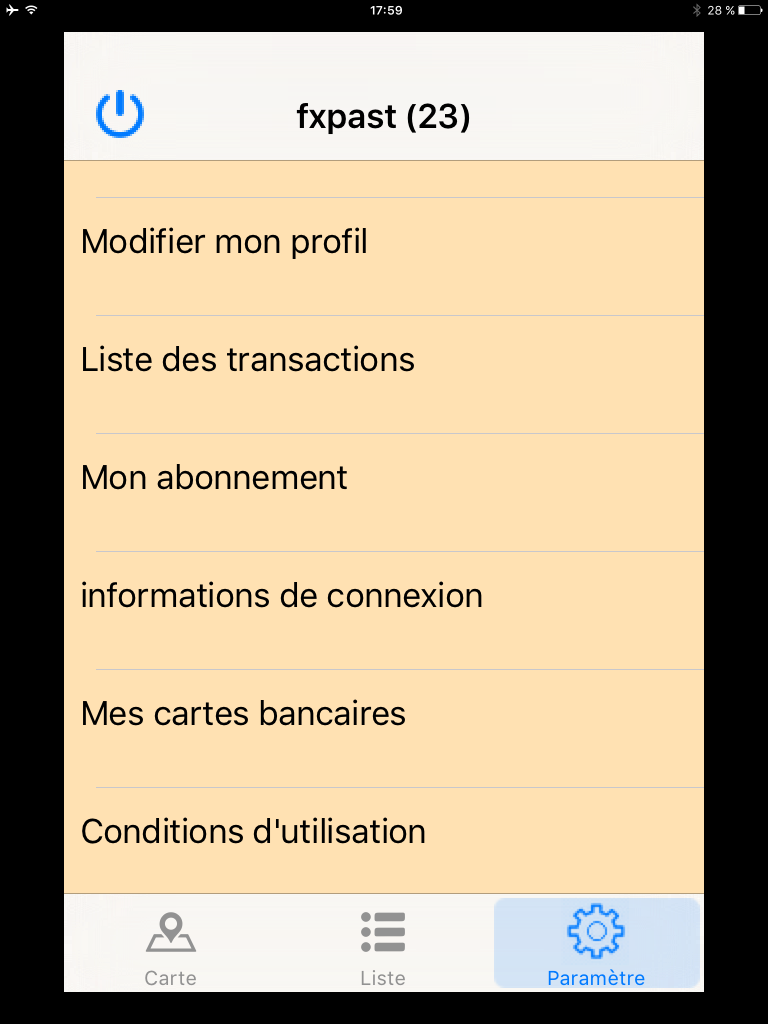 17:59
28 %
fxpast (23)
Modifier mon profil
Liste des transactions
Mon abonnement
informations de connexion
Mes cartes bancaires
Conditions d'utilisation
Carte
Liste
Paramètre